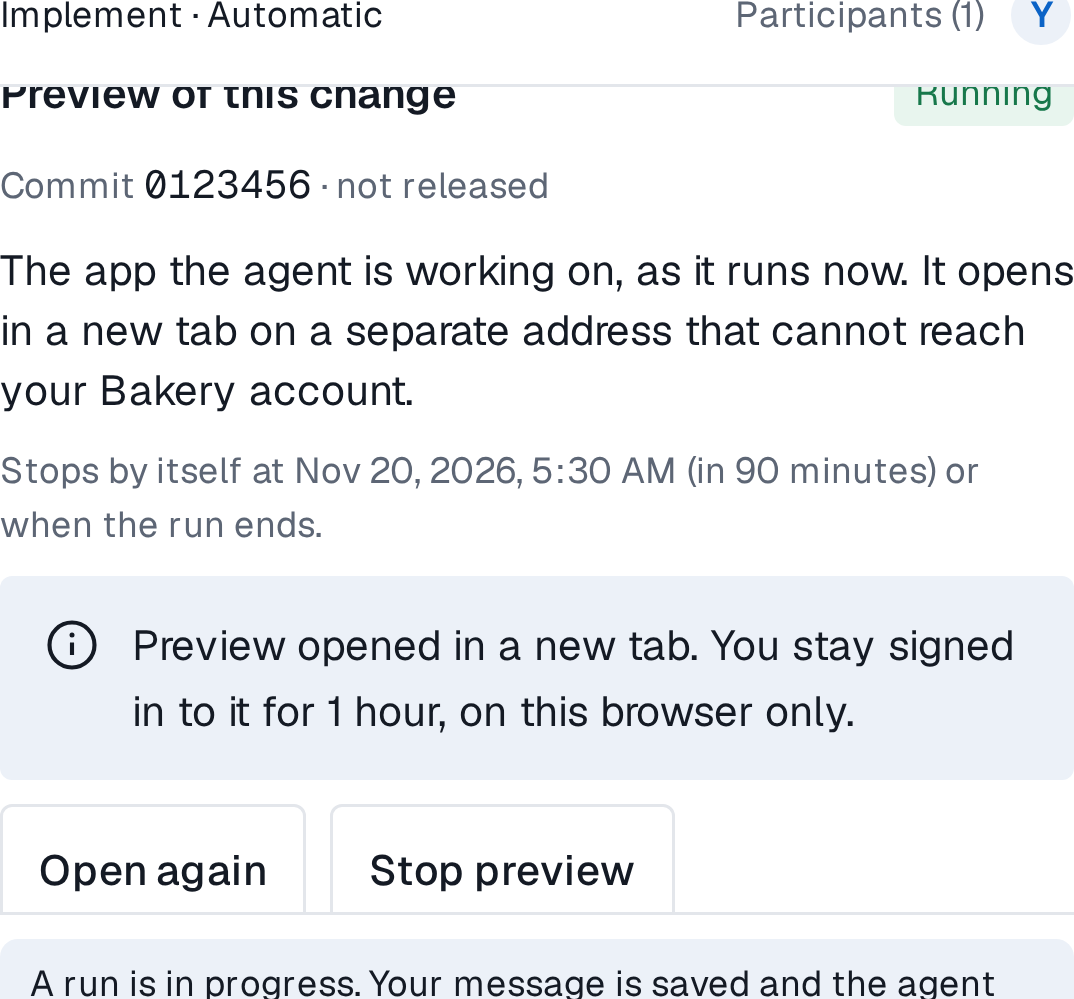 Implement · Automatic
Participants (1)
Y
Preview of this change
Running
Commit 0123456 · not released
The app the agent is working on, as it runs now. It opens
in a new tab on a separate address that cannot reach
your Bakery account.
Stops by itself at Nov 20, 2026, 5:30 AM (in 90 minutes) or
when the run ends.
Preview opened in a new tab. You stay signed
in to it for 1 hour, on this browser only.
Open again
Stop preview
A run is in progress. Your message is saved and the agent